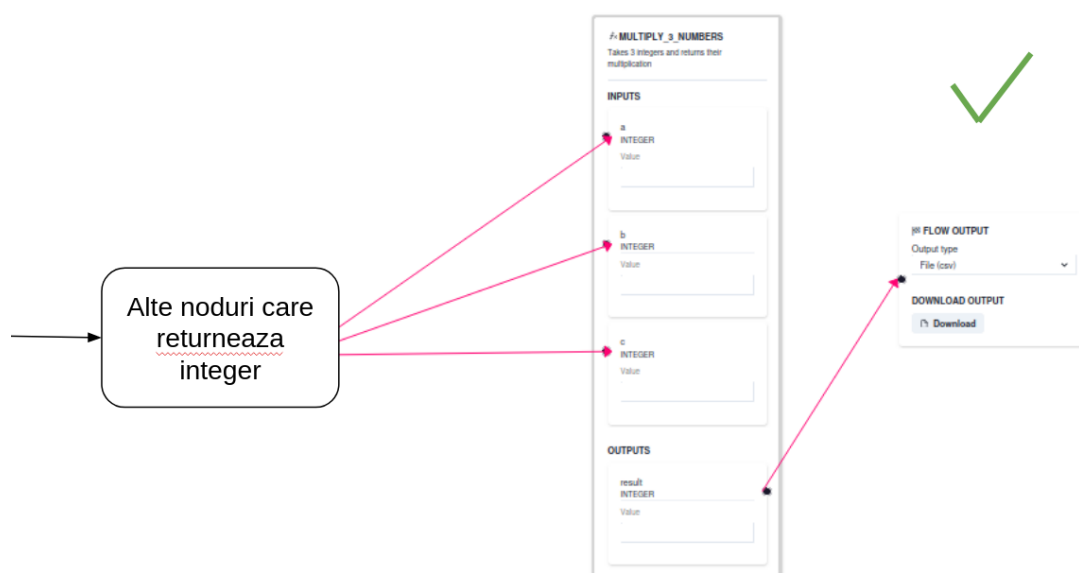 Alte noduri care
returneaza
integer
MULTIPLY_3_NUMBERS
Takes 3 integers and returns their
multiplication
INPUTS
a
INTEGER
Value
b
INTEGER
Value
c
INTEGER
Value
OUTPUTS
result
INTEGER
Value
FLOW OUTPUT
Output type
File (csv)
DOWNLOAD OUTPUT
Download